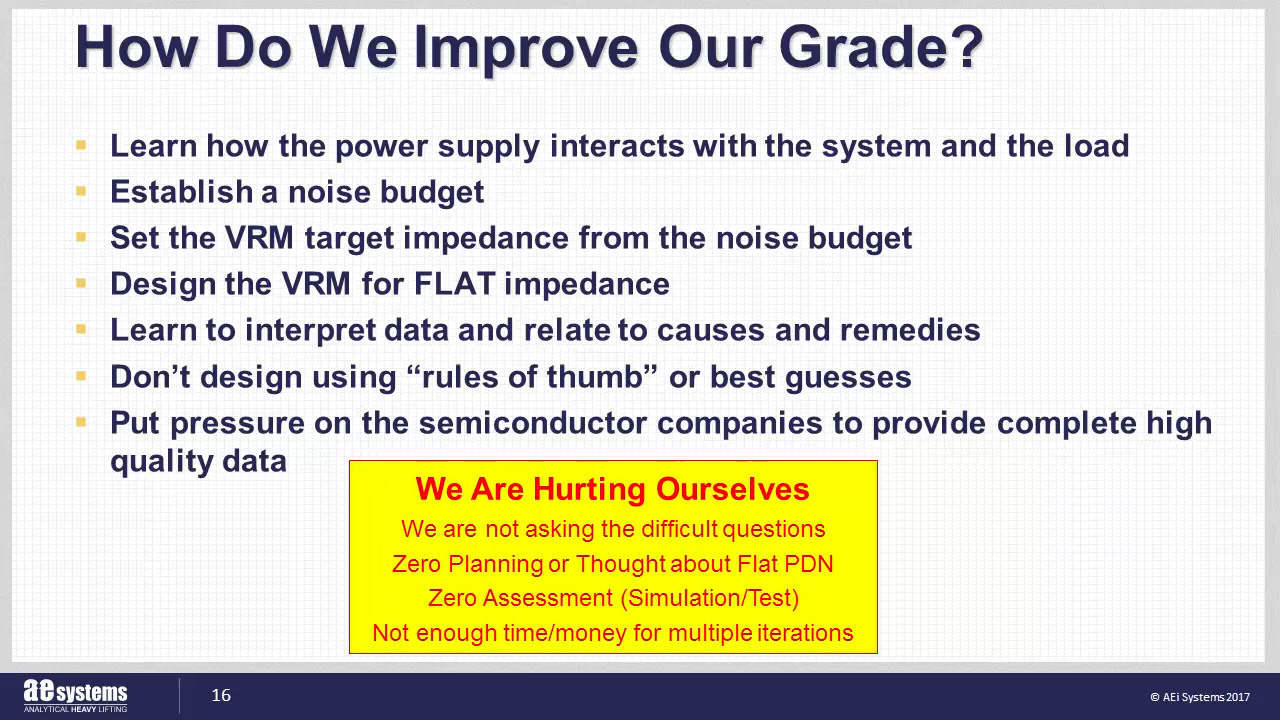 How Do We Improve Our Grade?
Learn how the power supply interacts with the system and the load
Establish a noise budget
Set the VRM target impedance from the noise budget
Design the VRM for FLAT impedance
Learn to interpret data and relate to causes and remedies
Don’t design using “rules of thumb” or best guesses
Put pressure on the semiconductor companies to provide complete high
quality data
We Are Hurting Ourselves
We are not asking the difficult questions
Zero Planning or Thought about Flat PDN
Zero Assessment (Simulation/Test)
Not enough time/money for multiple iterations
ae systems
ANALYTICAL HEAVY LIFTING
16
© AEi Systems 2017